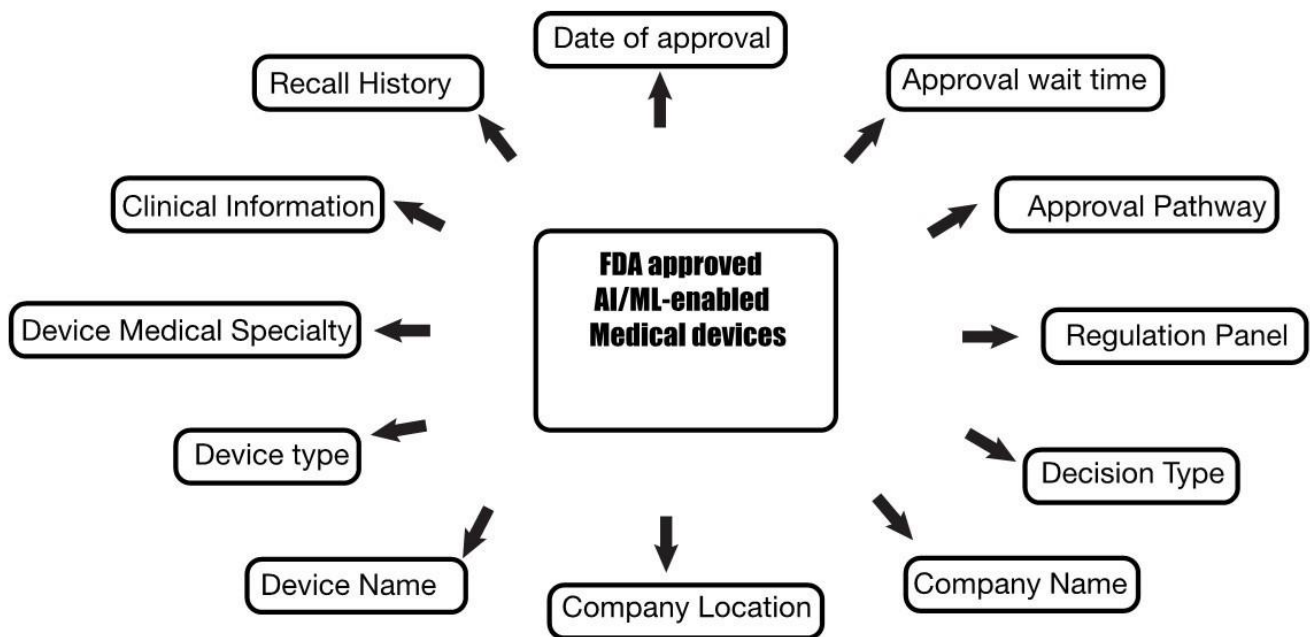 Date of approval
Recall History
Approval wait time
Clinical Information
Approval Pathway
FDA approved
AI/ML-enabled
Medical devices
Device Medical Specialty
Regulation Panel
Device type
Decision Type
Device Name
Company Location
Company Name